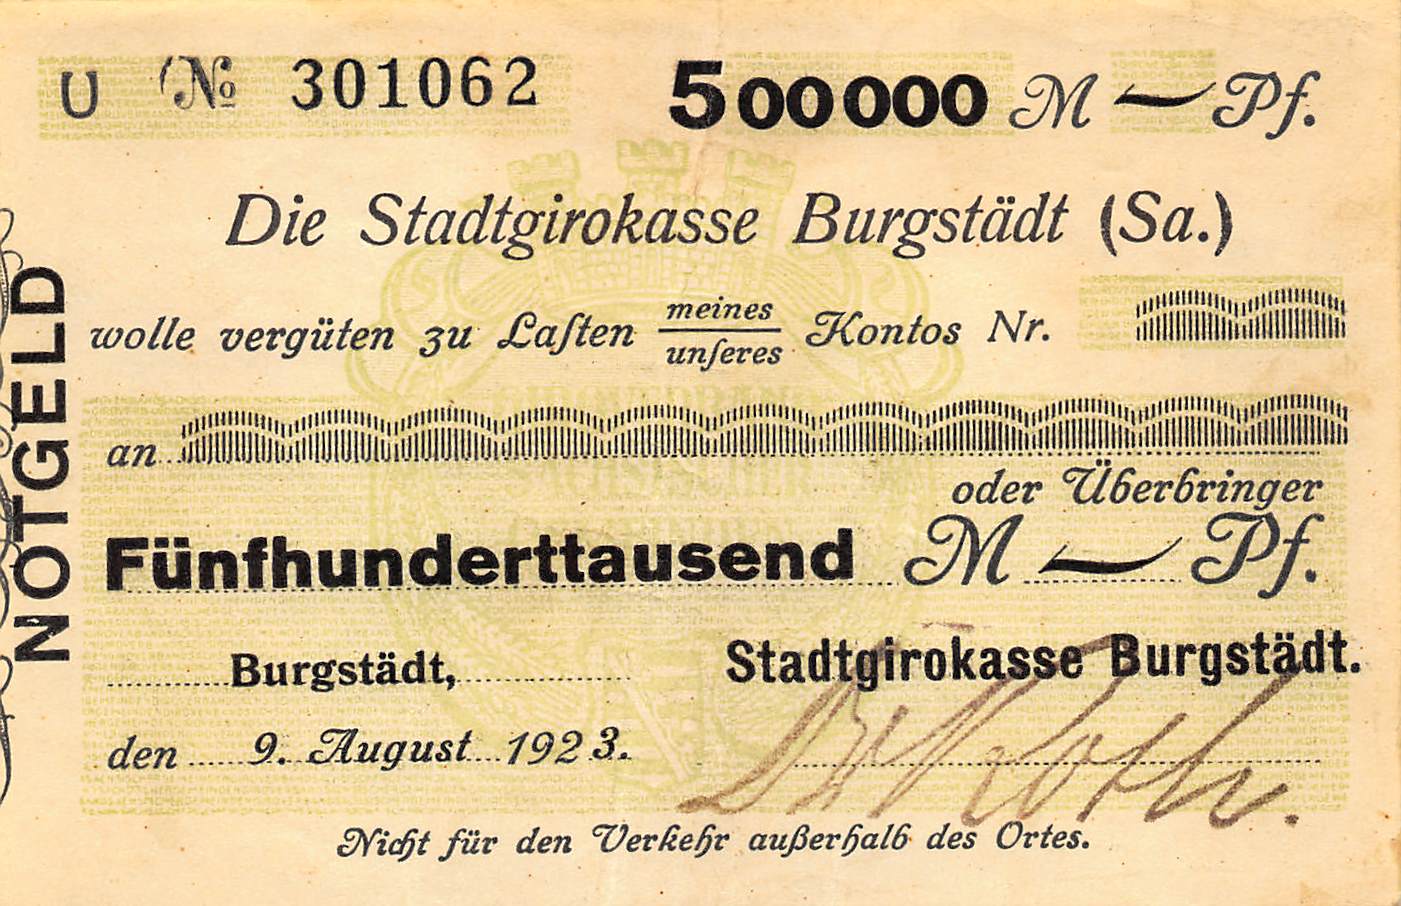 U № 301062 500000 M — Pf.
Die Stadtgirokasse Burgstädt (Sa.)
wolle vergüten zu Laſten meines
unſeres Kontos Nr.
an
oder Überbringer
Fünfhunderttausend M — Pf.
Burgstädt,
Stadtgirokasse Burgstädt.
den 9. August 1923.
Nicht für den Verkehr außerhalb des Ortes.
NOTGELD